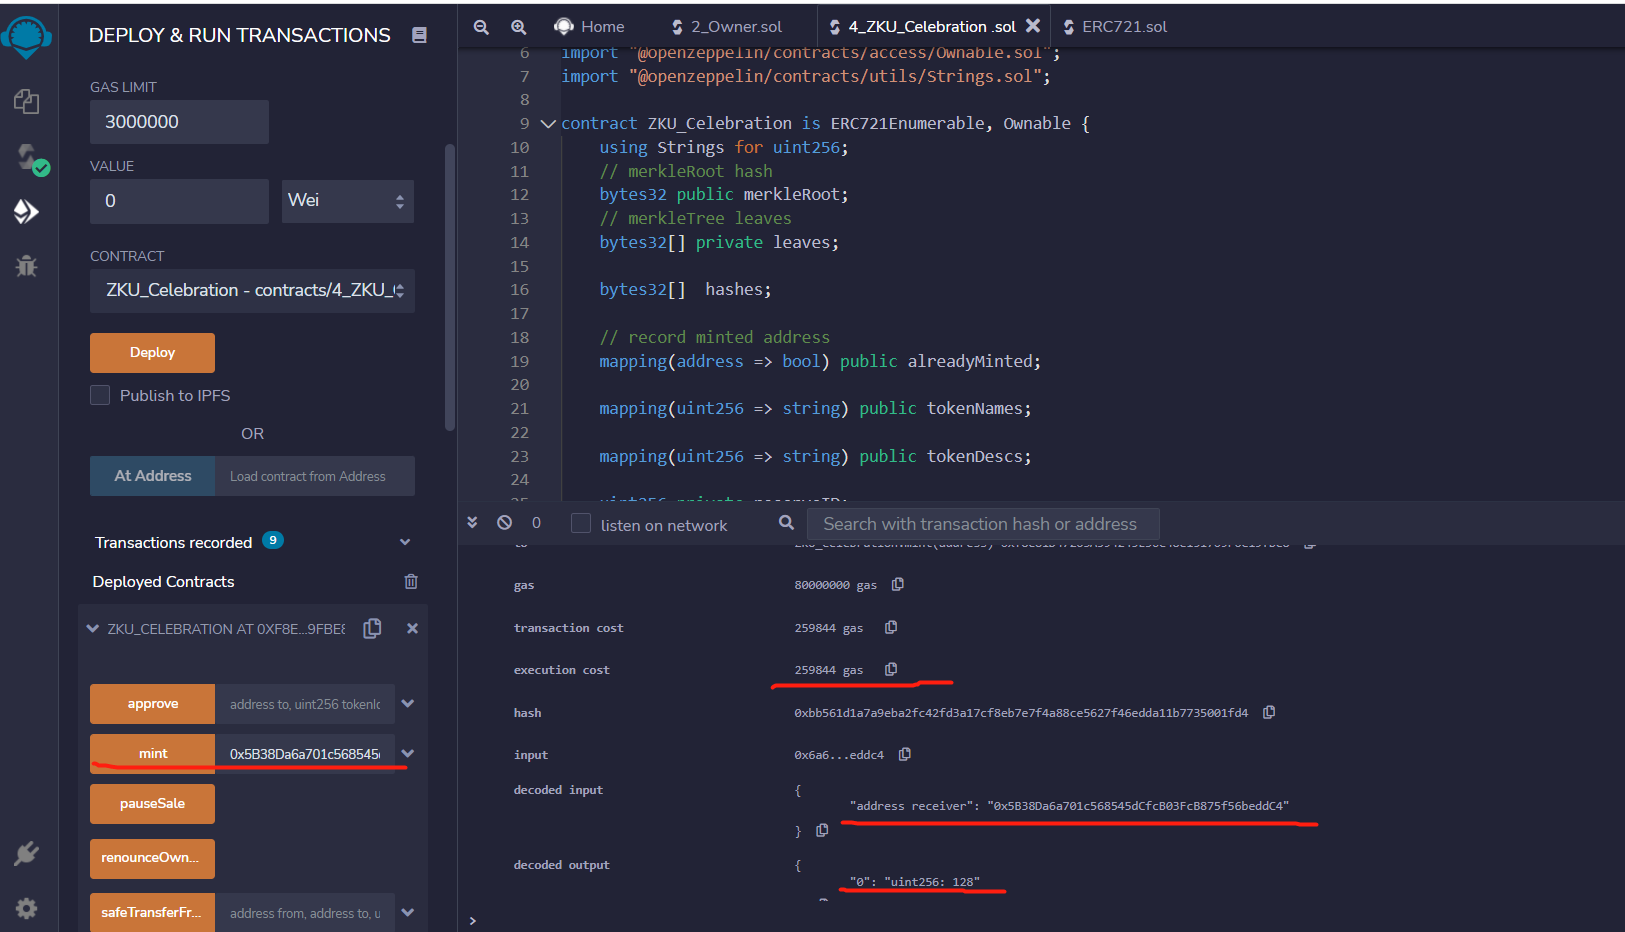 DEPLOY & RUN TRANSACTIONS
GAS LIMIT
3000000
VALUE
0
Wei
CONTRACT
ZKU_Celebration - contracts/4_ZKU_
Deploy
Publish to IPFS
OR
At Address
Load contract from Address
Transactions recorded 9
Deployed Contracts
ZKU_CELEBRATION AT 0XF8E...9FBE8
approve
address to, uint256 tokenId
mint
0x5B38Da6a701c568545
pauseSale
renounceOwn...
safeTransferFr...
address from, address to, u
Home
2_Owner.sol
4_ZKU_Celebration .sol
ERC721.sol
6 import "@openzeppelin/contracts/access/Ownable.sol";
7 import "@openzeppelin/contracts/utils/Strings.sol";
8
9 contract ZKU_Celebration is ERC721Enumerable, Ownable {
10 using Strings for uint256;
11 // merkleRoot hash
12 bytes32 public merkleRoot;
13 // merkleTree leaves
14 bytes32[] private leaves;
15
16 bytes32[]  hashes;
17
18 // record minted address
19 mapping(address => bool) public alreadyMinted;
20
21 mapping(uint256 => string) public tokenNames;
22
23 mapping(uint256 => string) public tokenDescs;
24
0
listen on network
Search with transaction hash or address
gas 80000000 gas
transaction cost 259844 gas
execution cost 259844 gas
hash 0xbb561d1a7a9eba2fc42fd3a17cf8eb7e7f4a88ce5627f46edda11b7735001fd4
input 0x6a6...eddc4
decoded input {
"address receiver": "0x5B38Da6a701c568545dCfcB03FcB875f56beddC4"
}
decoded output {
"0": "uint256: 128"
>